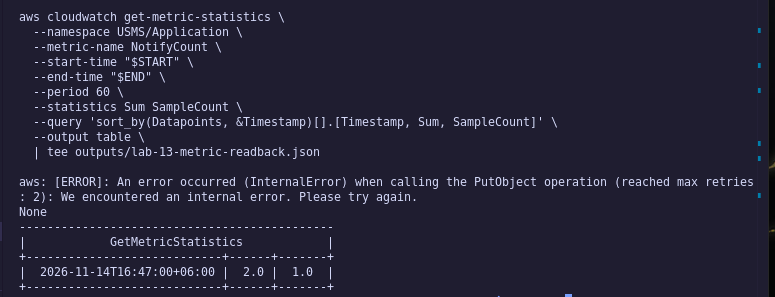 aws cloudwatch get-metric-statistics \
  --namespace USMS/Application \
  --metric-name NotifyCount \
  --start-time "$START" \
  --end-time "$END" \
  --period 60 \
  --statistics Sum SampleCount \
  --query 'sort_by(Datapoints, &Timestamp)[].[Timestamp, Sum, SampleCount]' \
  --output table \
  | tee outputs/lab-13-metric-readback.json

aws: [ERROR]: An error occurred (InternalError) when calling the PutObject operation (reached max retries
: 2): We encountered an internal error. Please try again.
None
-----------------------------------------------
|             GetMetricStatistics             |
+----------------------------+------+-------+
|  2026-11-14T16:47:00+06:00 |  2.0 |  1.0  |
+----------------------------+------+-------+